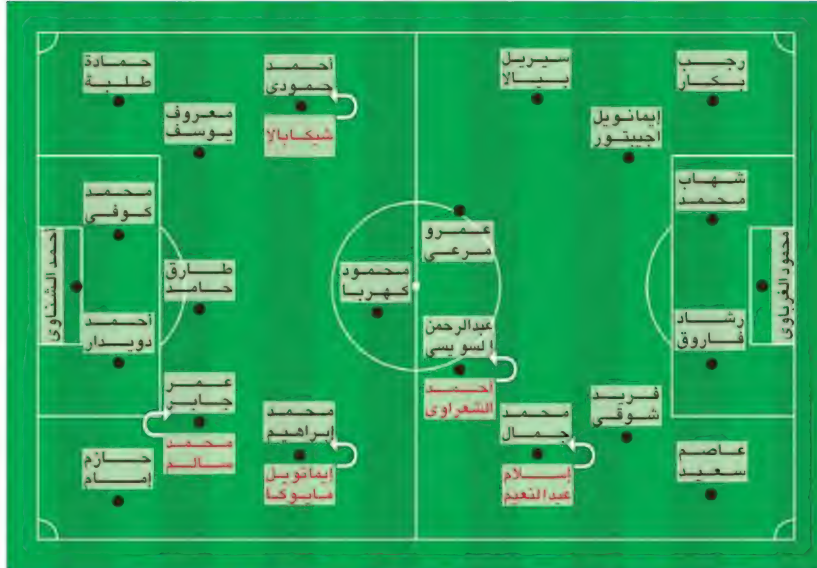 حمادة
طلبة
معروف
يوسف
أحمد
حمودى
شيكابالا
محمد
كوفى
أحمد الشناوى
طارق
حامد
أحمد
دويدار
عمر
جابر
محمد
سالم
حازم
إمام
محمد
إبراهيم
إيمانويل
مايوكا
محمود
كهربا
سيريل
بيالا
إيمانويل
اجيبتور
رجب
بكار
شهاب
محمد
عمرو
مرعى
محمود الغرباوى
عبدالرحمن
السويسى
أحمد
الشعراوى
رشاد
فاروق
محمد
جمال
إسلام
عبدالنعيم
فريد
شوقى
عاصم
سعيد